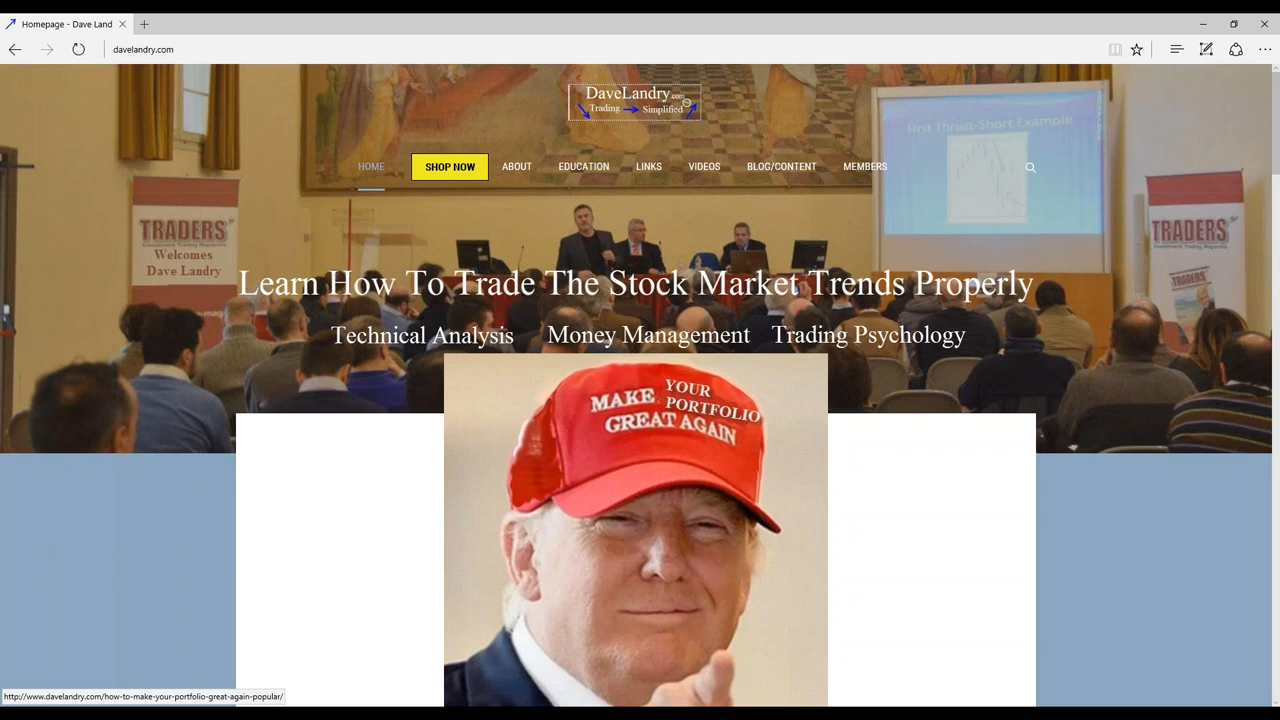 Homepage - Dave Land
davelandry.com
DaveLandry.com
Trading Simplified
First Thrust-Short Example
HOME
SHOP NOW
ABOUT
EDUCATION
LINKS
VIDEOS
BLOG/CONTENT
MEMBERS
TRADERS'
Welcomes
Dave Landry
TRADERS'
Learn How To Trade The Stock Market Trends Properly
Technical Analysis Money Management Trading Psychology
MAKE YOUR
PORTFOLIO
GREAT AGAIN
http://www.davelandry.com/how-to-make-your-portfolio-great-again-popular/